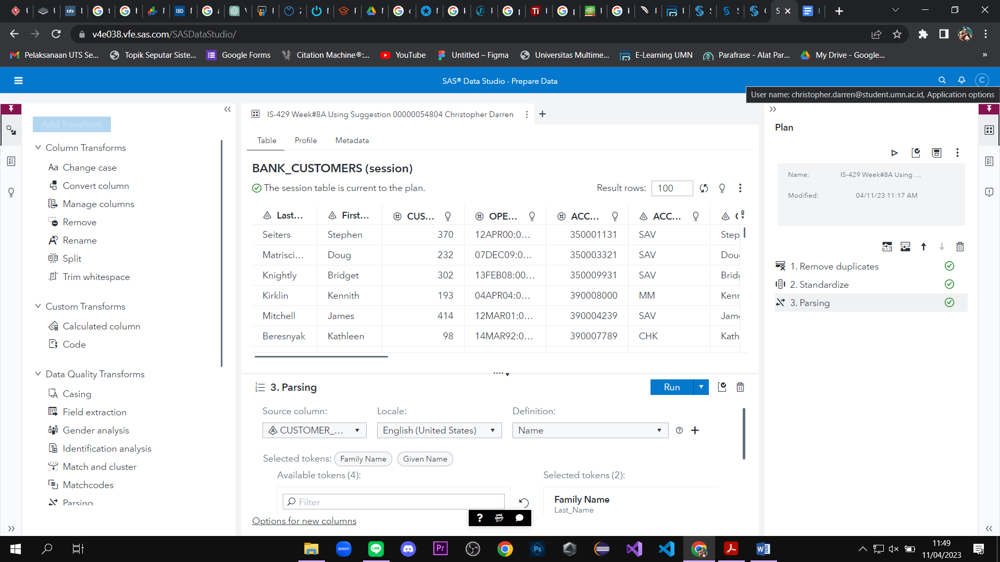 tds
IBD
v4e038.vfe.sas.com/SASDataStudio/
Pelaksanaan UTS Se...
Topik Seputar Siste...
Google Forms
Citation Machine®:...
YouTube
Untitled – Figma
Universitas Multime...
E-Learning UMN
Parafrase - Alat Par...
My Drive - Google...
SAS® Data Studio - Prepare Data
C
User name: christopher.darren@student.umn.ac.id, Application options
Add Transform
Column Transforms
Change case
Convert column
Manage columns
Remove
Rename
Split
Trim whitespace
Custom Transforms
Calculated column
Code
Data Quality Transforms
Casing
Field extraction
Gender analysis
Identification analysis
Match and cluster
Matchcodes
Parsing
IS-429 Week#8A Using Suggestion 00000054804 Christopher Darren
Table Profile Metadata
BANK_CUSTOMERS (session)
The session table is current to the plan.
Result rows: 100
Last... First... CUS... OPE... ACC... ACC...
Seiters Stephen 370 12APR00:0... 350001131 SAV Step
Matrisci... Doug 232 07DEC09:0... 350003321 SAV Dou
Knightly Bridget 302 13FEB08:00... 350009931 SAV Bridg
Kirklin Kennith 193 04APR04:0... 390008000 MM Kenn
Mitchell James 414 12MAR01:0... 390004239 SAV Jame
Beresnyak Kathleen 98 14MAR92:0... 390007789 CHK Kath
3. Parsing
Run
Source column: Locale: Definition:
CUSTOMER_... English (United States) Name
Selected tokens: Family Name Given Name
Available tokens (4): Selected tokens (2):
Filter
Family Name
Last_Name
Options for new columns
Plan
Name: IS-429 Week#8A Using ...
Modified: 04/11/23 11:17 AM
1. Remove duplicates
2. Standardize
3. Parsing
zoom
LINE
Pr
Ps
11:49
11/04/2023